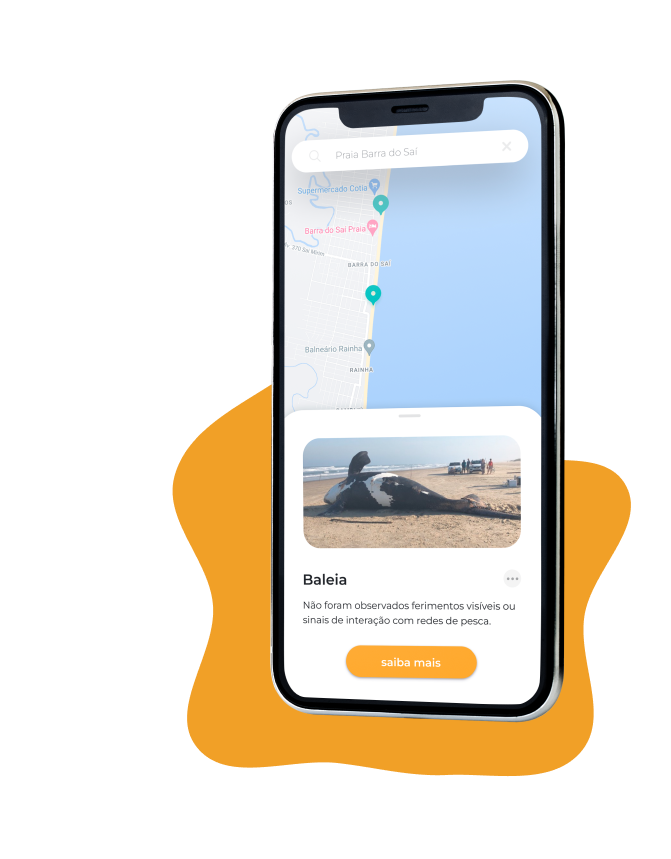 Praia Barra do Saí
Supermercado Cotia
Barra do Sai Praia
BARRA DO SAÍ
Balneário Rainha
RAINHA
Baleia
Não foram observados ferimentos visíveis ou
sinais de interação com redes de pesca.
saiba mais